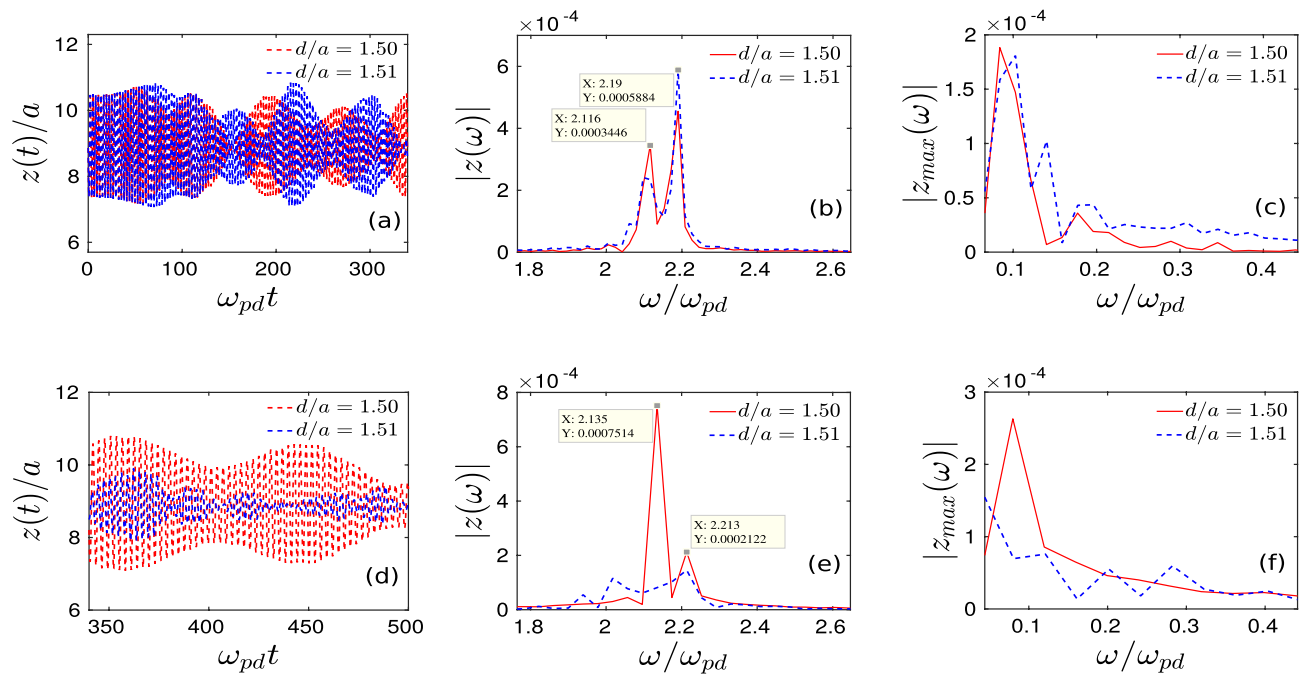 12
10
8
6
z(t)/a
d/a = 1.50
d/a = 1.51
(a)
0 100 200 300
ω_pd t
×10⁻⁴
6
4
2
0
|z(ω)|
d/a = 1.50
d/a = 1.51
X: 2.19
Y: 0.0005884
X: 2.116
Y: 0.0003446
(b)
1.8 2 2.2 2.4 2.6
ω/ω_pd
×10⁻⁴
2
1.5
1
0.5
0
|z_max(ω)|
d/a = 1.50
d/a = 1.51
(c)
0.1 0.2 0.3 0.4
ω/ω_pd
12
10
8
6
z(t)/a
d/a = 1.50
d/a = 1.51
(d)
350 400 450 500
ω_pd t
×10⁻⁴
8
6
4
2
0
|z(ω)|
d/a = 1.50
d/a = 1.51
X: 2.135
Y: 0.0007514
X: 2.213
Y: 0.0002122
(e)
1.8 2 2.2 2.4 2.6
ω/ω_pd
×10⁻⁴
3
2
1
0
|z_max(ω)|
d/a = 1.50
d/a = 1.51
(f)
0.1 0.2 0.3 0.4
ω/ω_pd